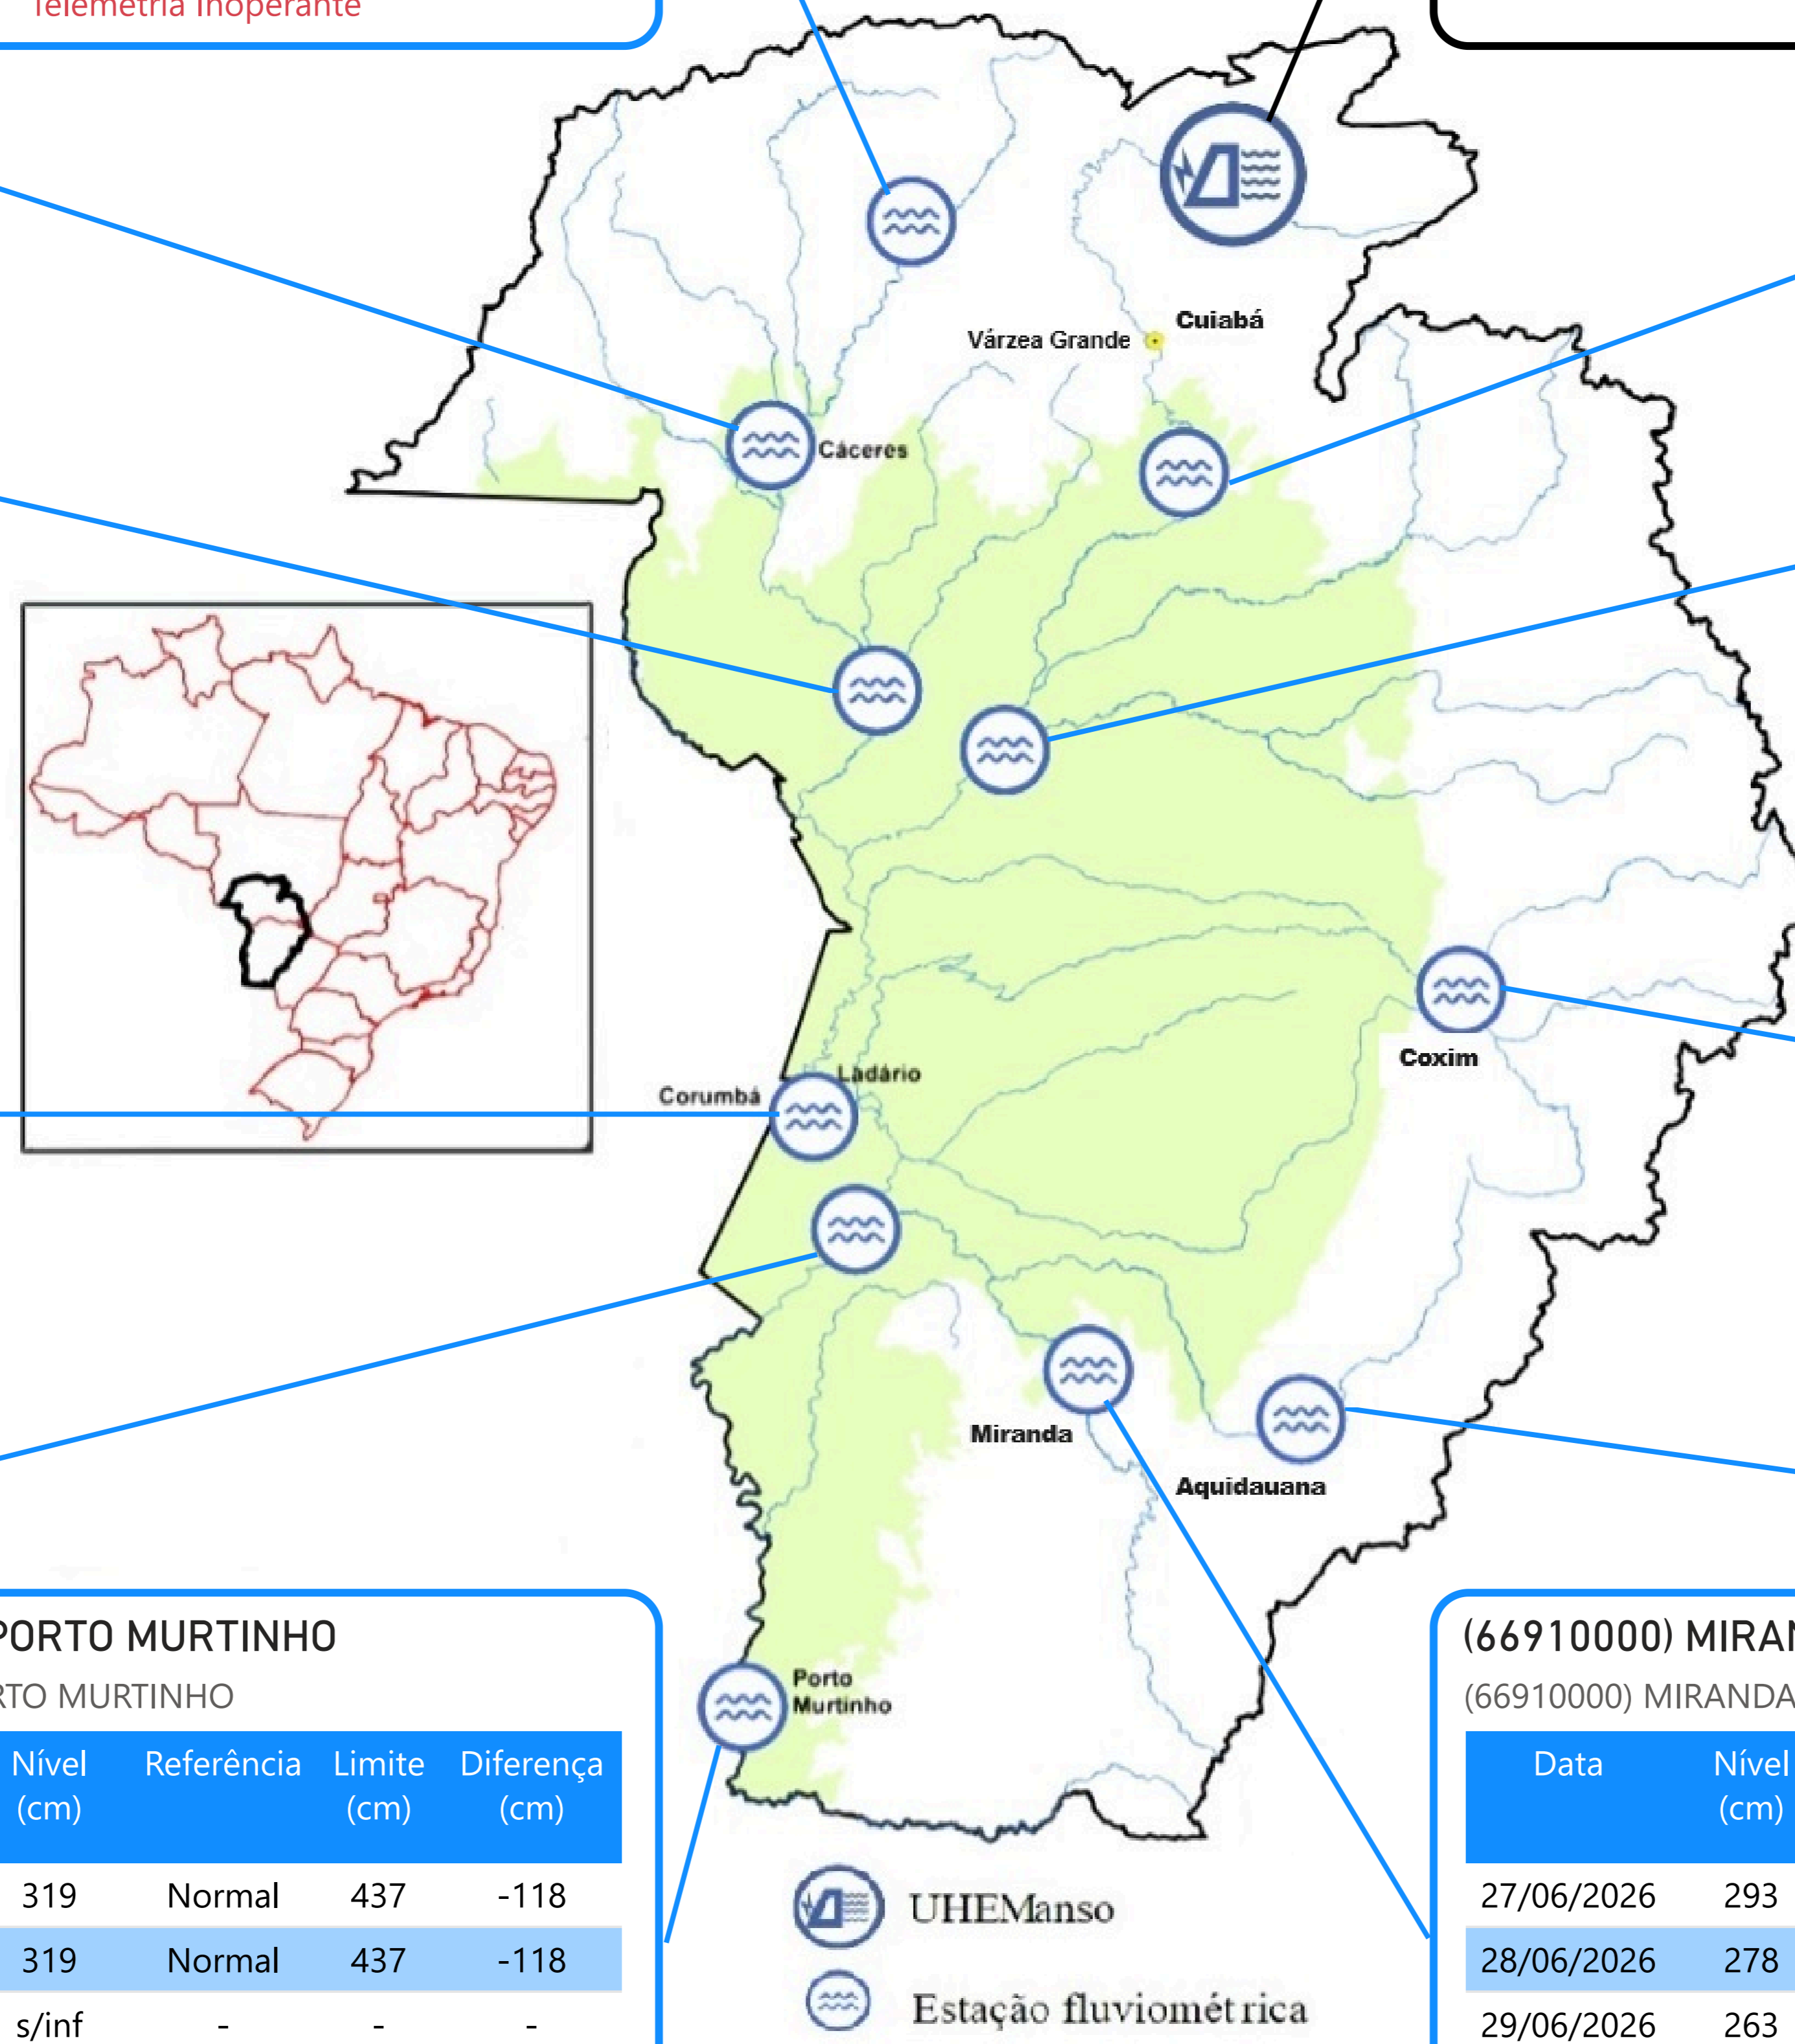 Telemetria Inoperante
Cuiabá
Várzea Grande
Cáceres
Coxim
Ladário
Corumbá
Miranda
Aquidauana
Porto
Murtinho
PORTO MURTINHO
RTO MURTINHO
Nível (cm) Referência Limite (cm) Diferença (cm)
319 Normal 437 -118
319 Normal 437 -118
s/inf - - -
UHEManso
Estação fluviométrica
(66910000) MIRAN
(66910000) MIRANDA
Data Nível (cm)
27/06/2026 293
28/06/2026 278
29/06/2026 263